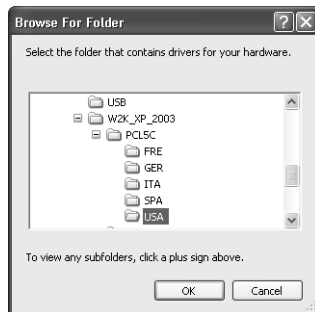 Browse For Folder
Select the folder that contains drivers for your hardware.
USB
W2K_XP_2003
PCL5C
FRE
GER
ITA
SPA
USA
To view any subfolders, click a plus sign above.
OK Cancel